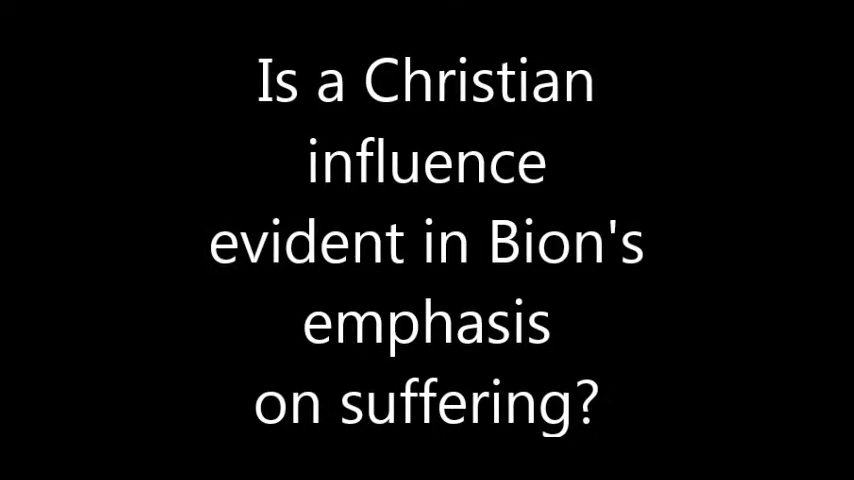 Is a Christian
influence
evident in Bion's
emphasis
on suffering?